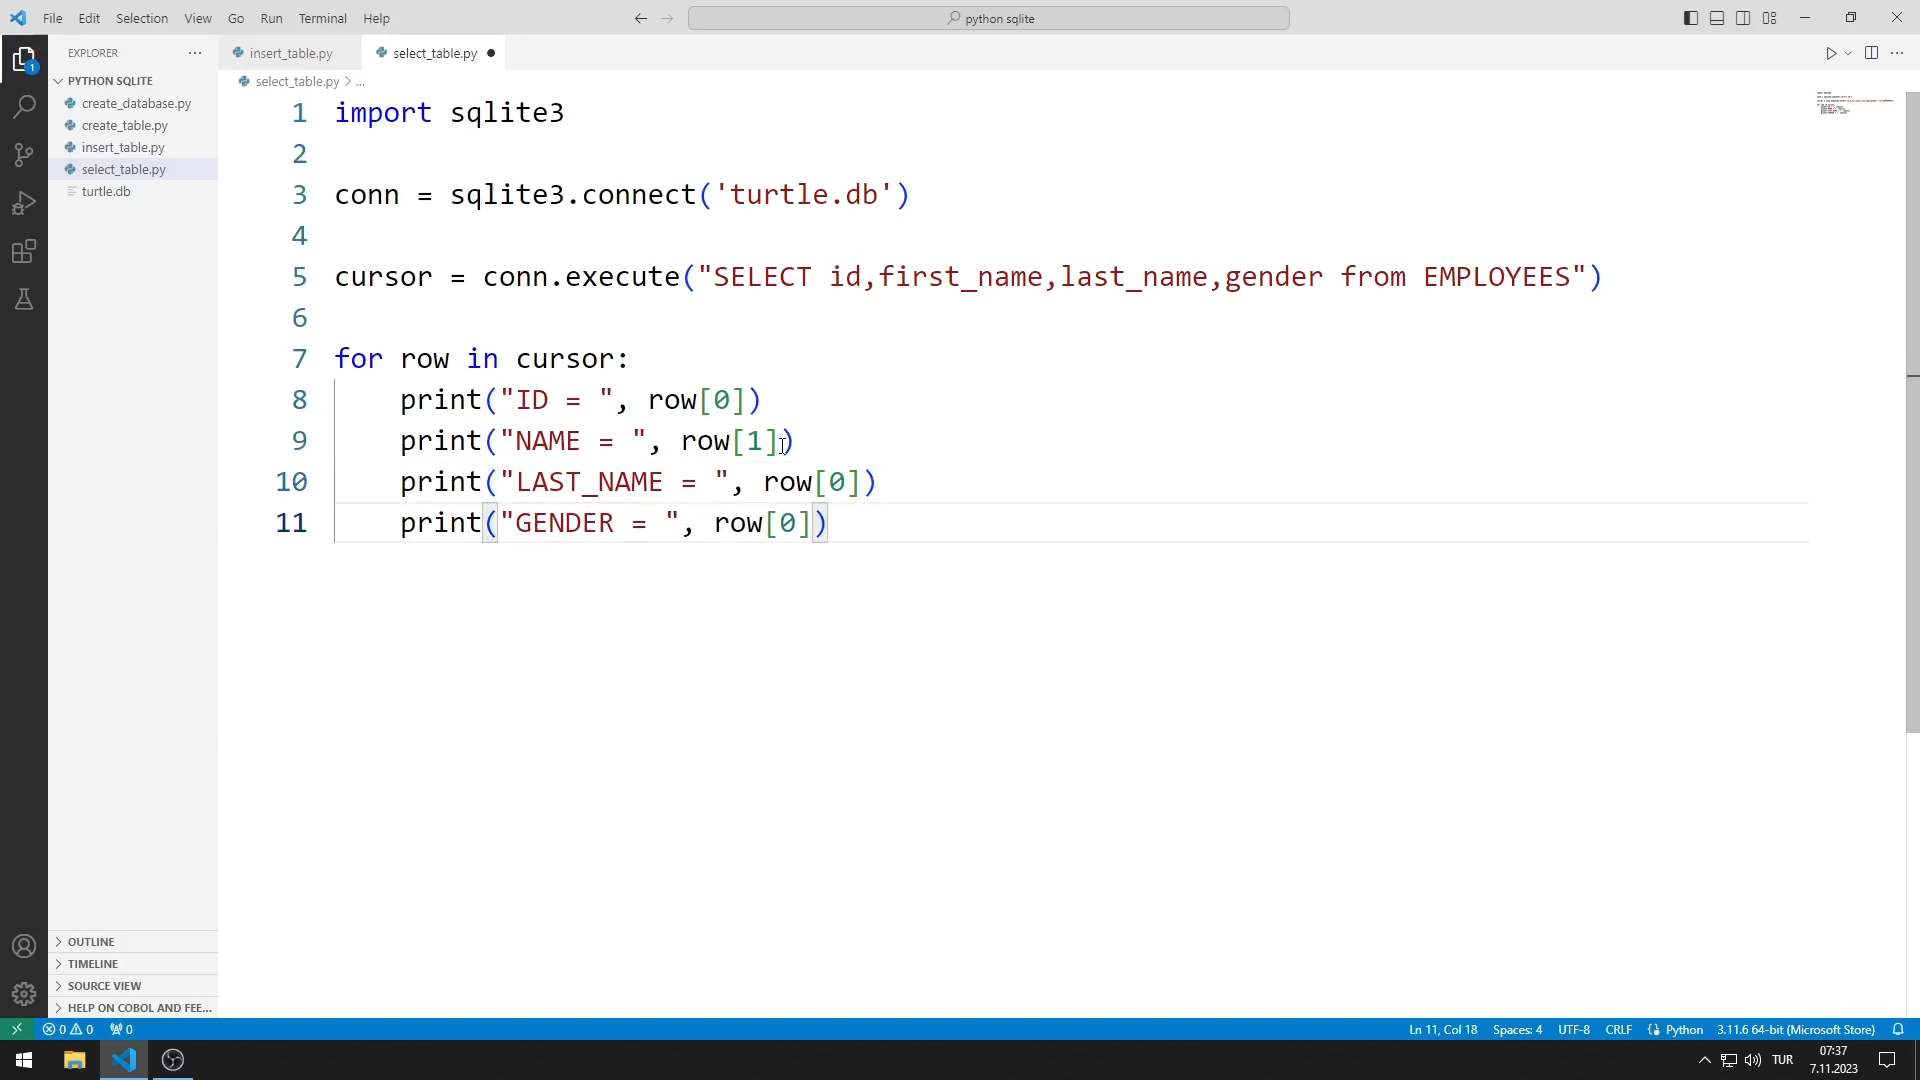 File Edit Selection View Go Run Terminal Help
python sqlite
EXPLORER
insert_table.py
select_table.py
PYTHON SQLITE
select_table.py > ...
create_database.py
create_table.py
insert_table.py
select_table.py
turtle.db
1 import sqlite3
2
3 conn = sqlite3.connect('turtle.db')
4
5 cursor = conn.execute("SELECT id,first_name,last_name,gender from EMPLOYEES")
6
7 for row in cursor:
8 print("ID = ", row[0])
9 print("NAME = ", row[1])
10 print("LAST_NAME = ", row[0])
11 print("GENDER = ", row[0])
OUTLINE
TIMELINE
SOURCE VIEW
HELP ON COBOL AND FEE...
0 0 0
Ln 11, Col 18 Spaces: 4 UTF-8 CRLF Python 3.11.6 64-bit (Microsoft Store)
1
TUR
07:37
7.11.2023